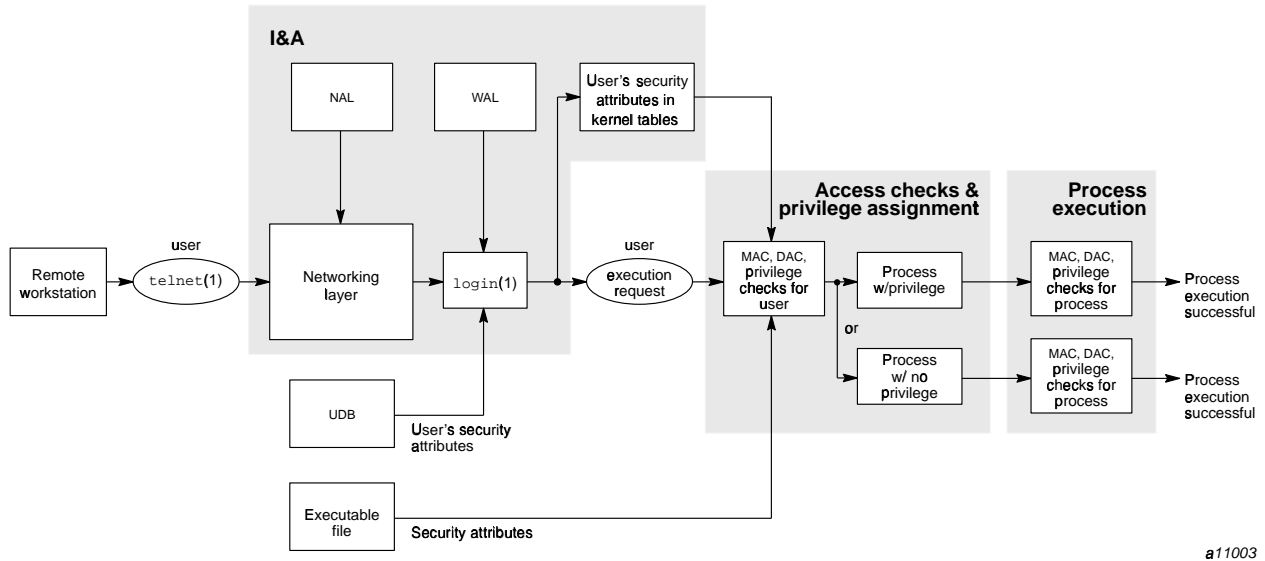 I&A
NAL
WAL
User's security
attributes in
kernel tables
Access checks &
privilege assignment
Process
execution
Remote
workstation
user
telnet(1)
Networking
layer
login(1)
user
execution
request
MAC, DAC,
privilege
checks for
user
Process
w/privilege
MAC, DAC,
privilege
checks for
process
Process
execution
successful
or
Process
w/ no
privilege
MAC, DAC,
privilege
checks for
process
Process
execution
successful
UDB
User's security
attributes
Executable
file
Security attributes
a11003